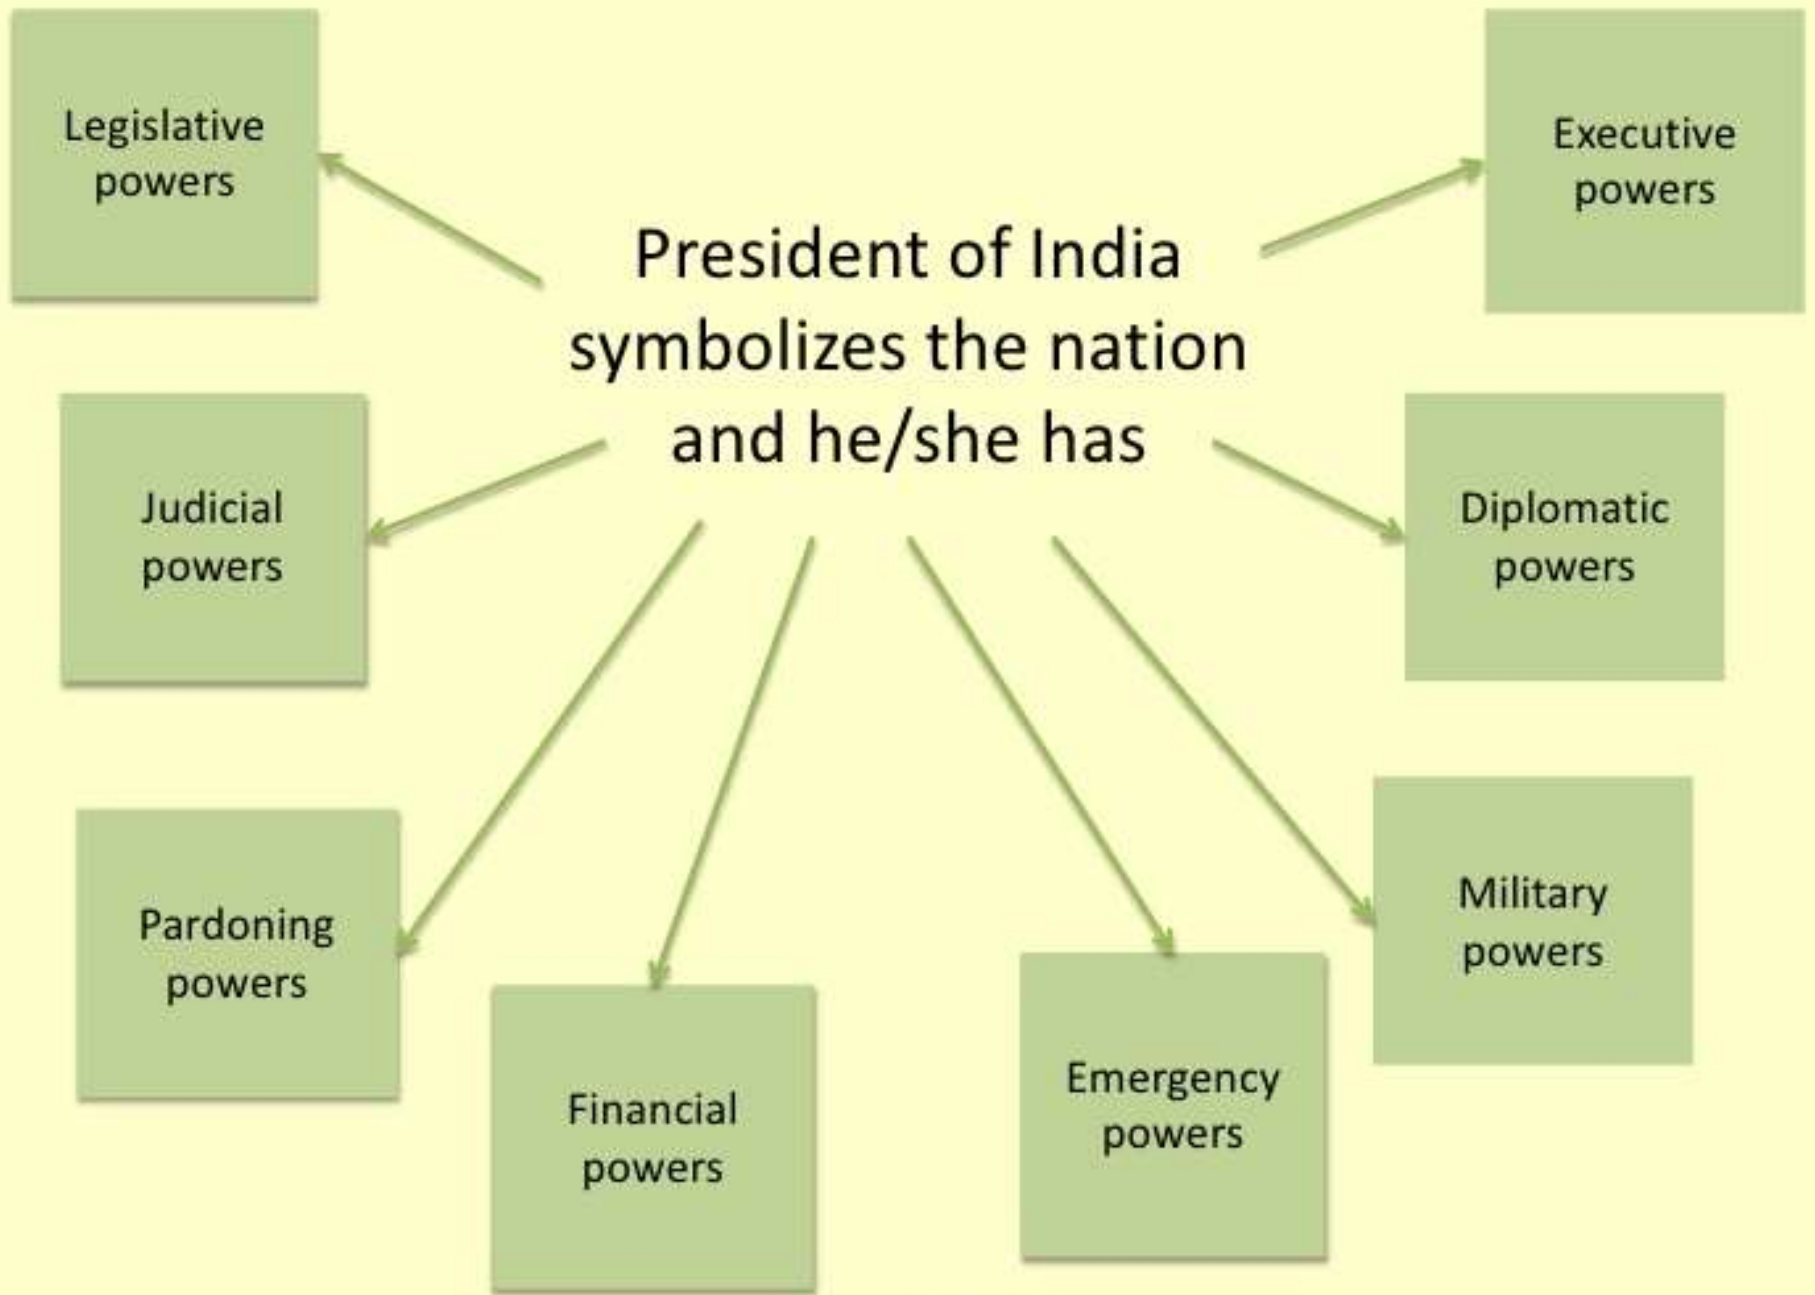 President of India
symbolizes the nation
and he/she has
Legislative
powers
Executive
powers
Judicial
powers
Diplomatic
powers
Pardoning
powers
Military
powers
Financial
powers
Emergency
powers